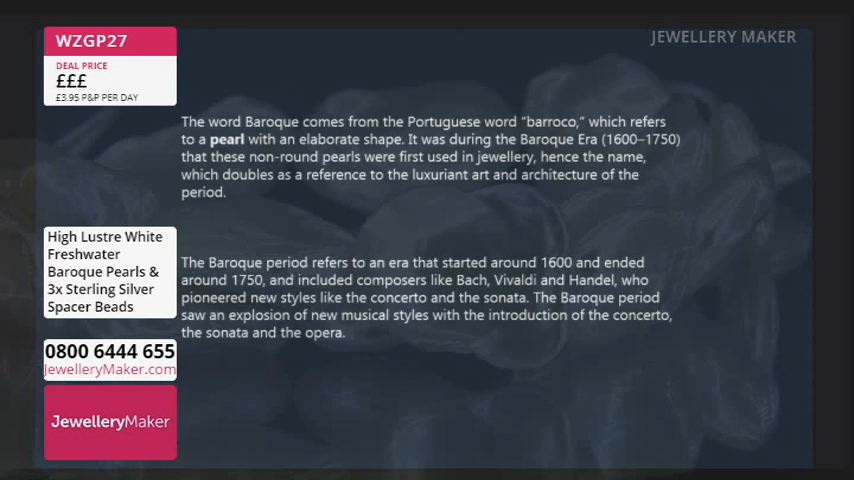 WZGP27
DEAL PRICE
£££
£3.95 P&P PER DAY
JEWELLERY MAKER
The word Baroque comes from the Portuguese word “barroco,” which refers
to a pearl with an elaborate shape. It was during the Baroque Era (1600–1750)
that these non-round pearls were first used in jewellery, hence the name,
which doubles as a reference to the luxuriant art and architecture of the
period.
High Lustre White
Freshwater
Baroque Pearls &
3x Sterling Silver
Spacer Beads
The Baroque period refers to an era that started around 1600 and ended
around 1750, and included composers like Bach, Vivaldi and Handel, who
pioneered new styles like the concerto and the sonata. The Baroque period
saw an explosion of new musical styles with the introduction of the concerto,
the sonata and the opera.
0800 6444 655
JewelleryMaker.com
JewelleryMaker